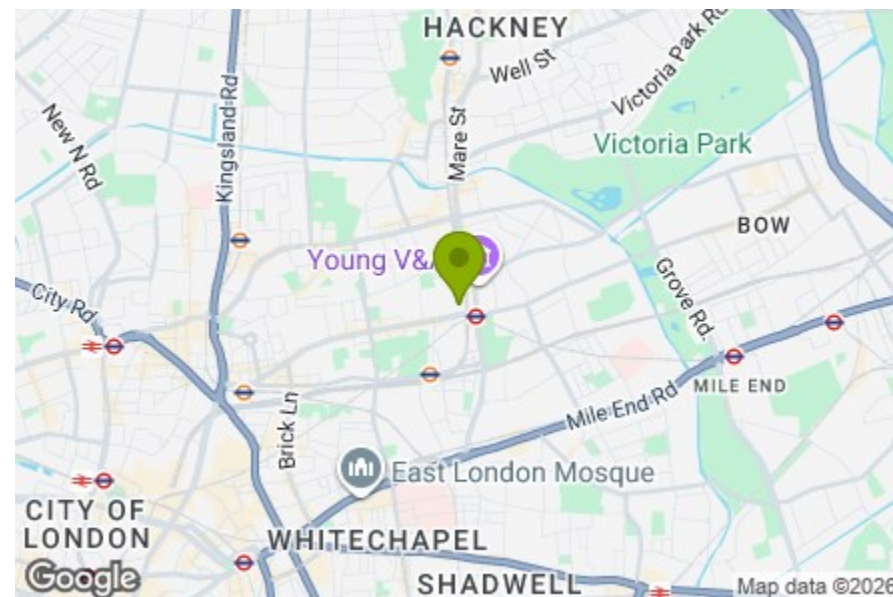 HACKNEY
Well St
Victoria Park Rd
Kingsland Rd
New N Rd
Mare St
Victoria Park
BOW
Young V&A
Grove Rd.
City Rd
MILE END
Mile End Rd
Brick Ln
East London Mosque
CITY OF
LONDON
WHITECHAPEL
SHADWELL
Google
Map data ©2026